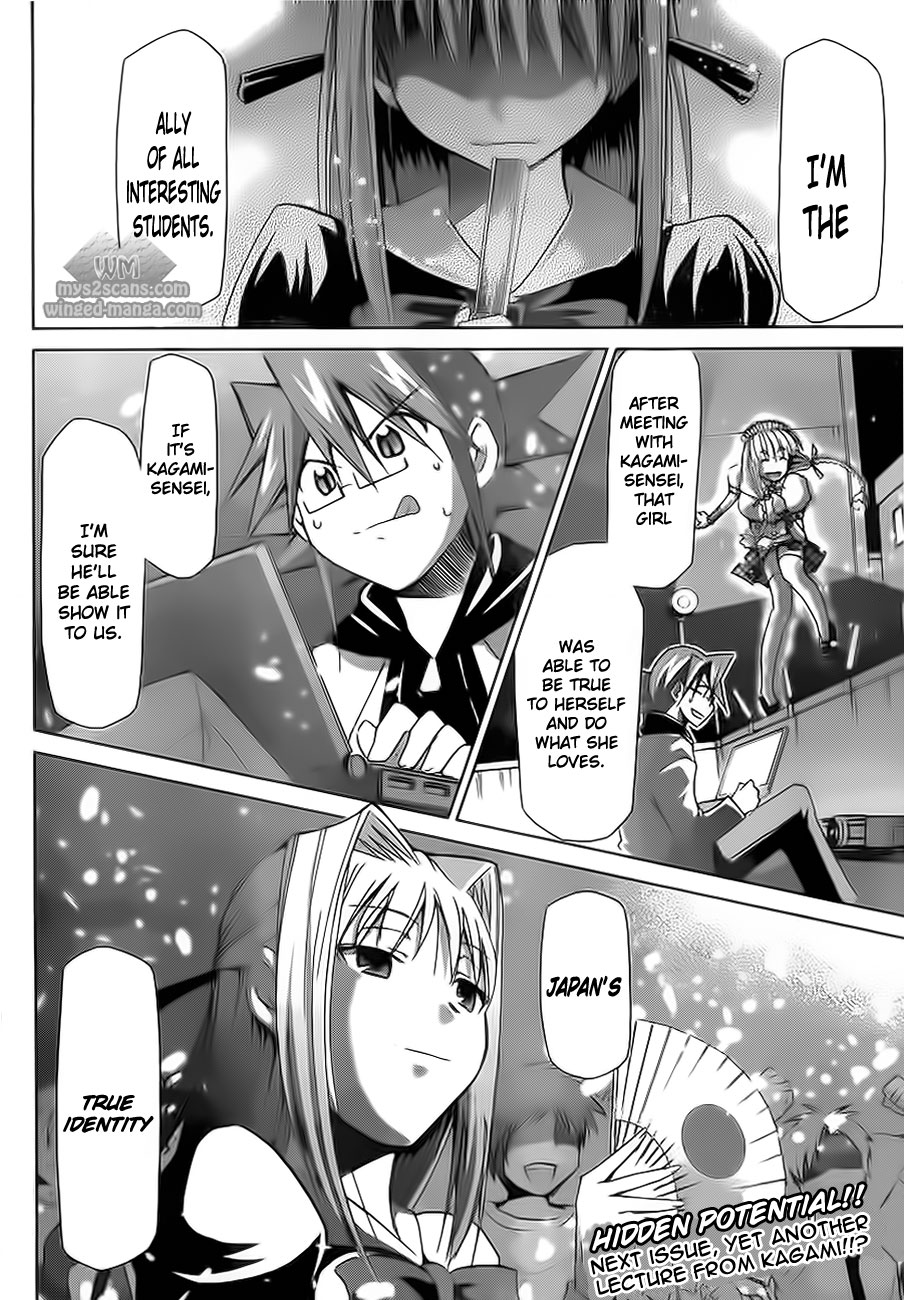 I'M
THE
ALLY
OF ALL
INTERESTING
STUDENTS.
WM
mys2scans.com
winged-manga.com
AFTER
MEETING
WITH
KAGAMI-
SENSEI,
THAT
GIRL
WAS
ABLE TO
BE TRUE
TO HERSELF
AND DO
WHAT SHE
LOVES.
IF
IT'S
KAGAMI-
SENSEI,
I'M
SURE
HE'LL
BE ABLE
SHOW IT
TO US.
JAPAN'S
TRUE
IDENTITY
HIDDEN POTENTIAL!!
NEXT ISSUE, YET ANOTHER
LECTURE FROM KAGAMI!!?